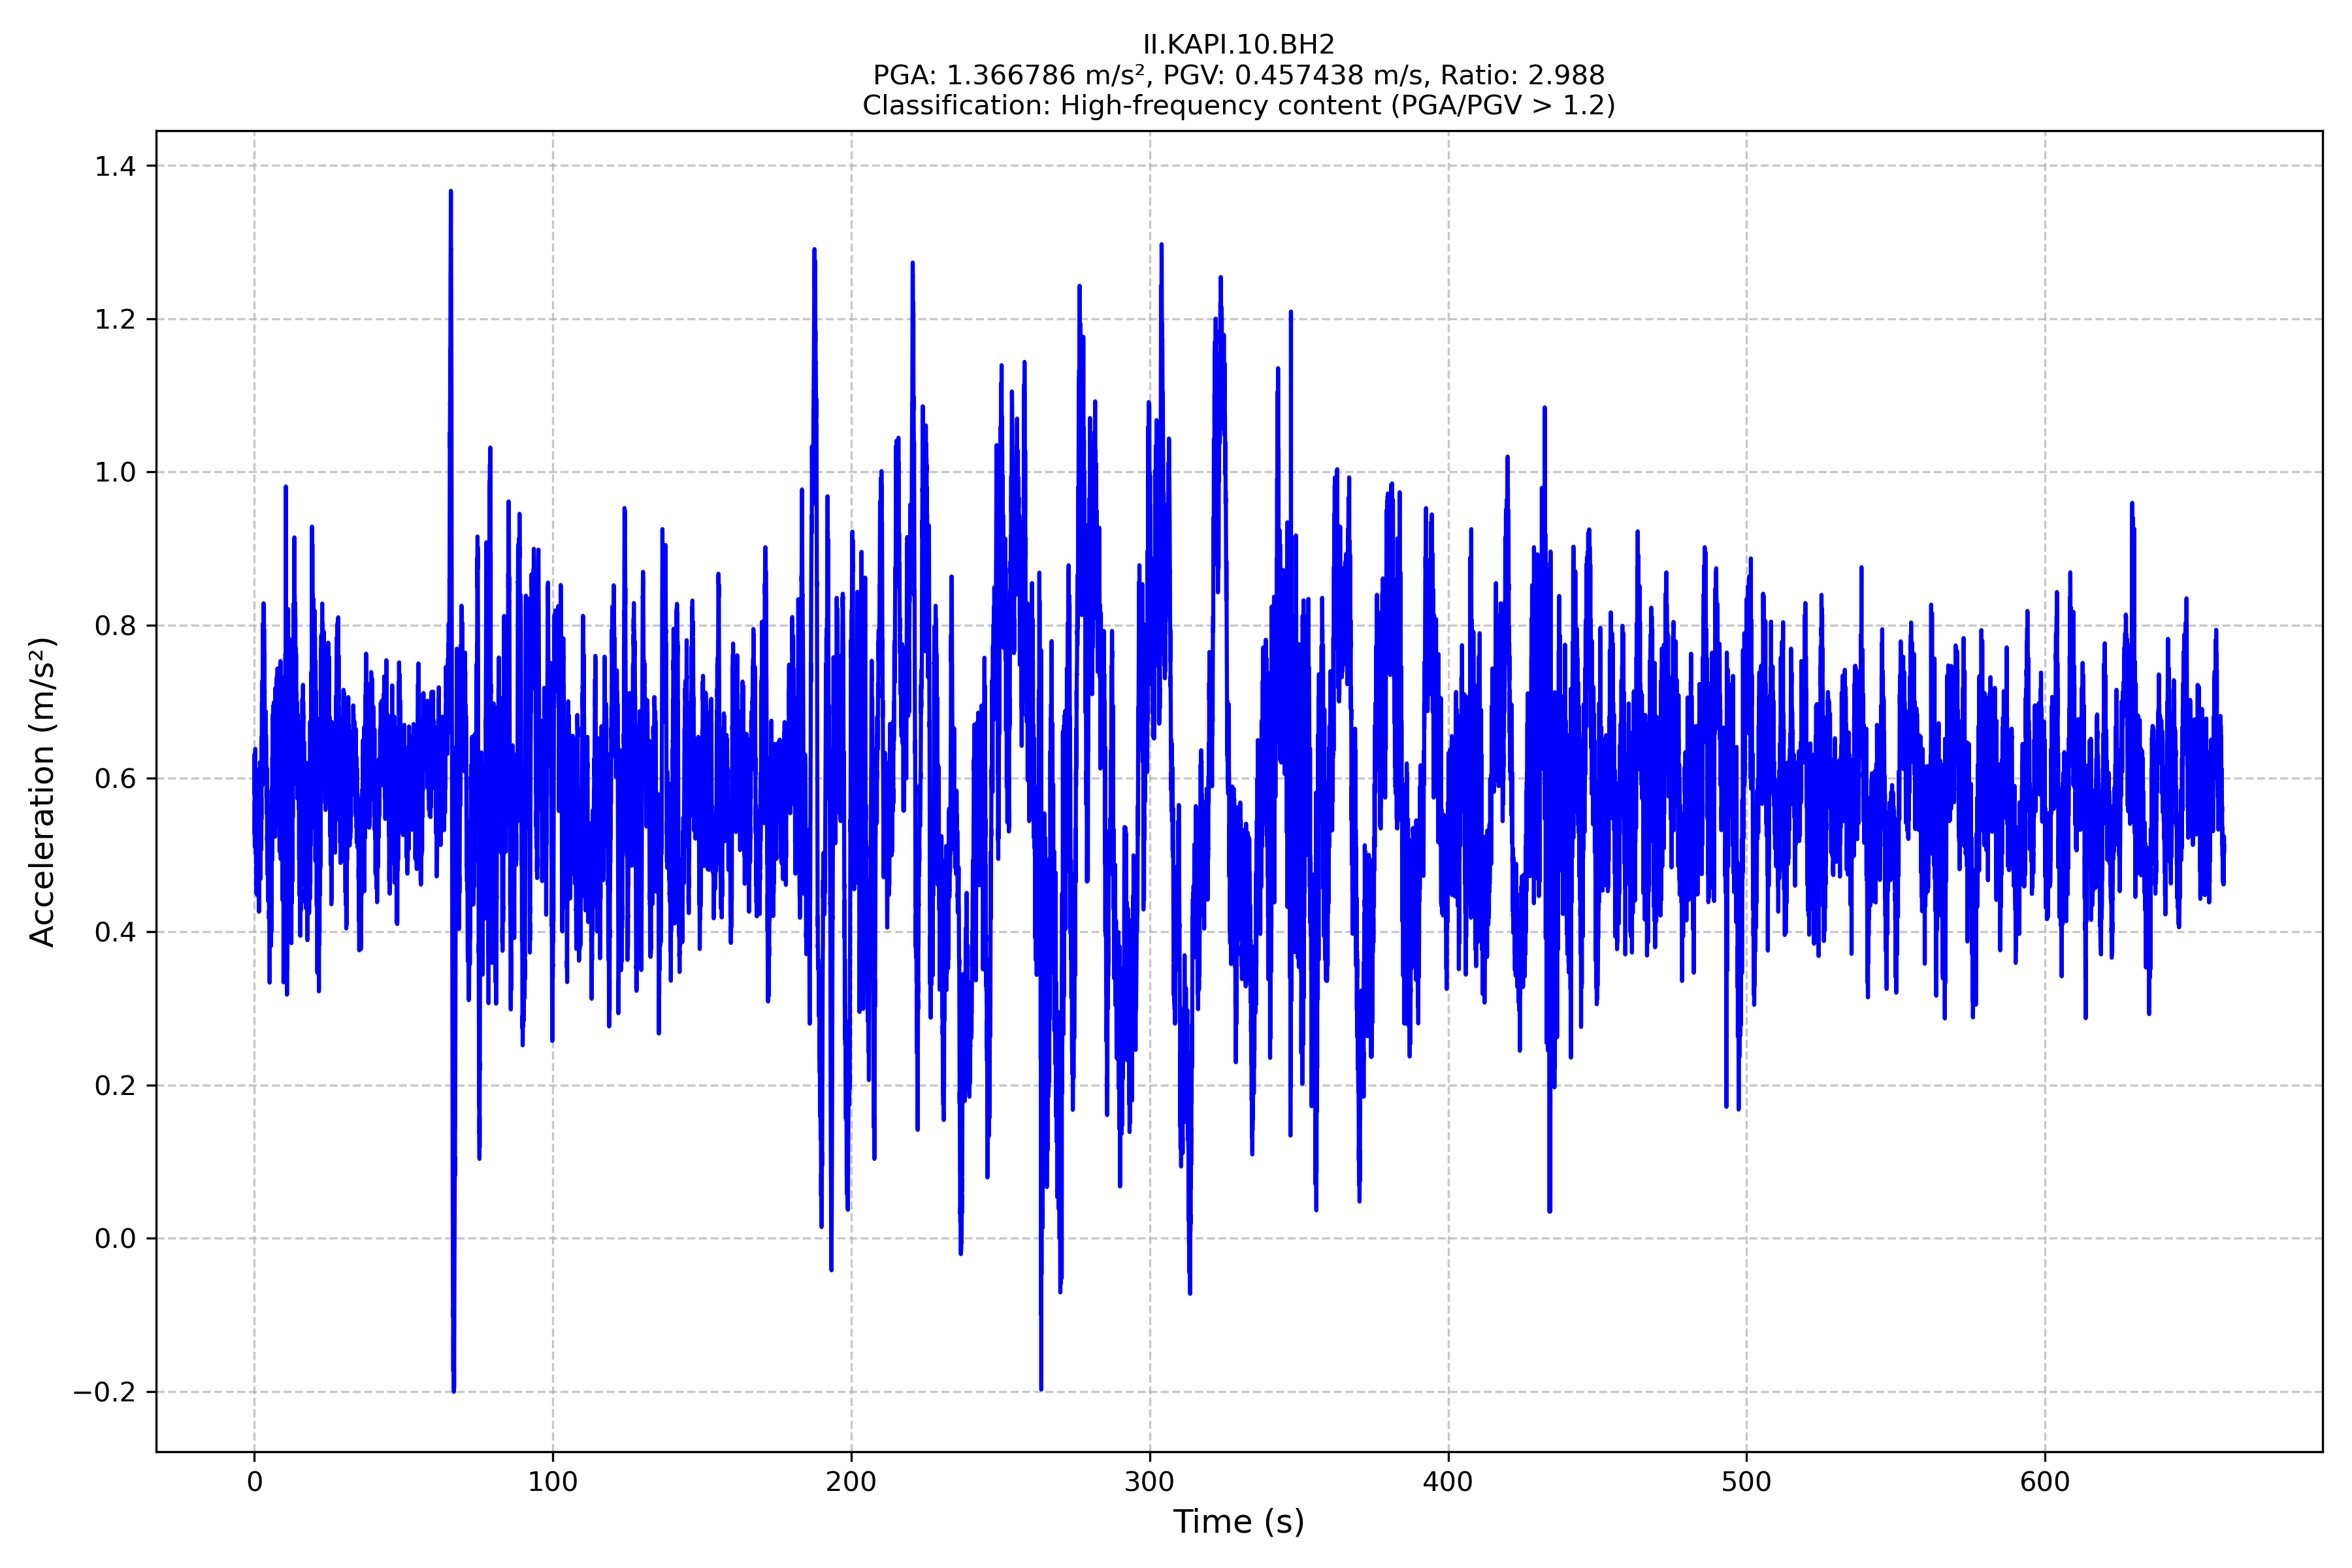 II.KAPI.10.BH2
PGA: 1.366786 m/s², PGV: 0.457438 m/s, Ratio: 2.988
Classification: High-frequency content (PGA/PGV > 1.2)
Acceleration (m/s²)
1.4
1.2
1.0
0.8
0.6
0.4
0.2
0.0
−0.2
0 100 200 300 400 500 600
Time (s)